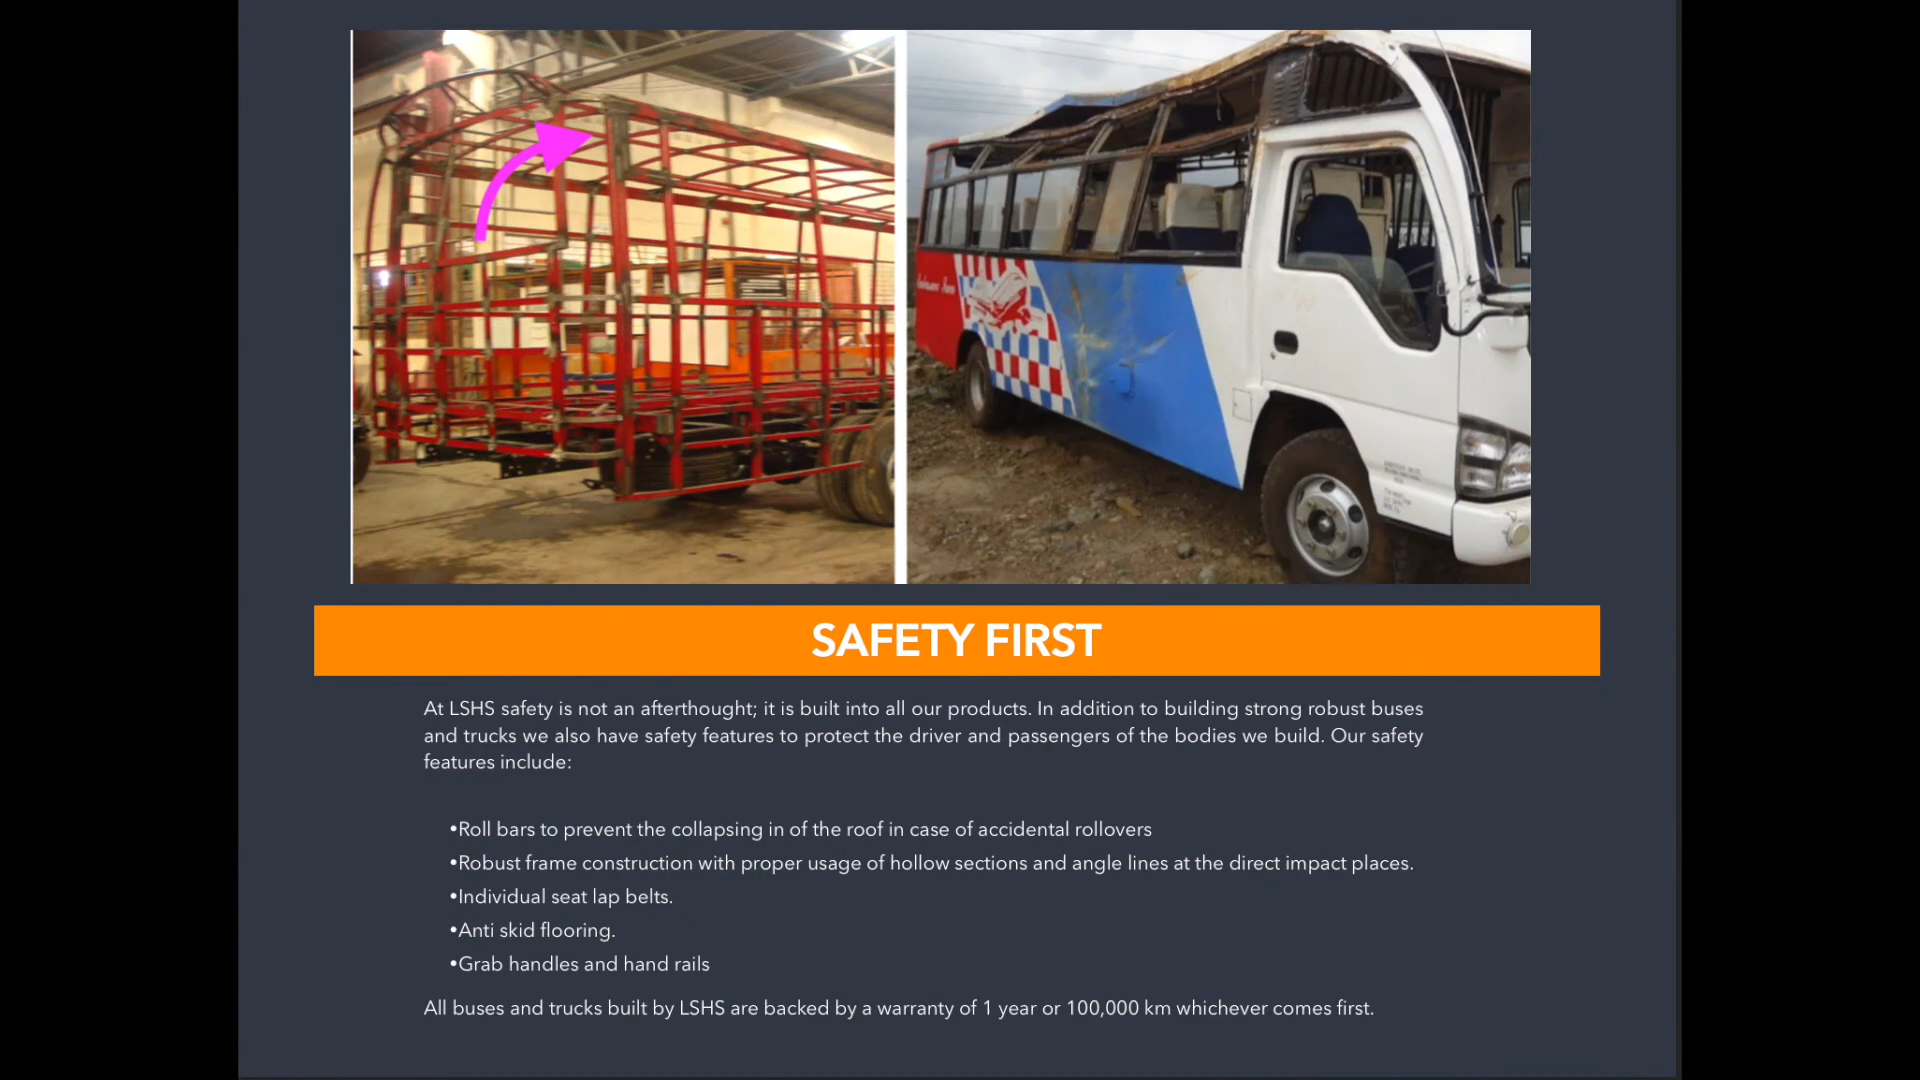 SAFETY FIRST
At LSHS safety is not an afterthought; it is built into all our products. In addition to building strong robust buses
and trucks we also have safety features to protect the driver and passengers of the bodies we build. Our safety
features include:
•Roll bars to prevent the collapsing in of the roof in case of accidental rollovers
•Robust frame construction with proper usage of hollow sections and angle lines at the direct impact places.
•Individual seat lap belts.
•Anti skid flooring.
•Grab handles and hand rails
All buses and trucks built by LSHS are backed by a warranty of 1 year or 100,000 km whichever comes first.